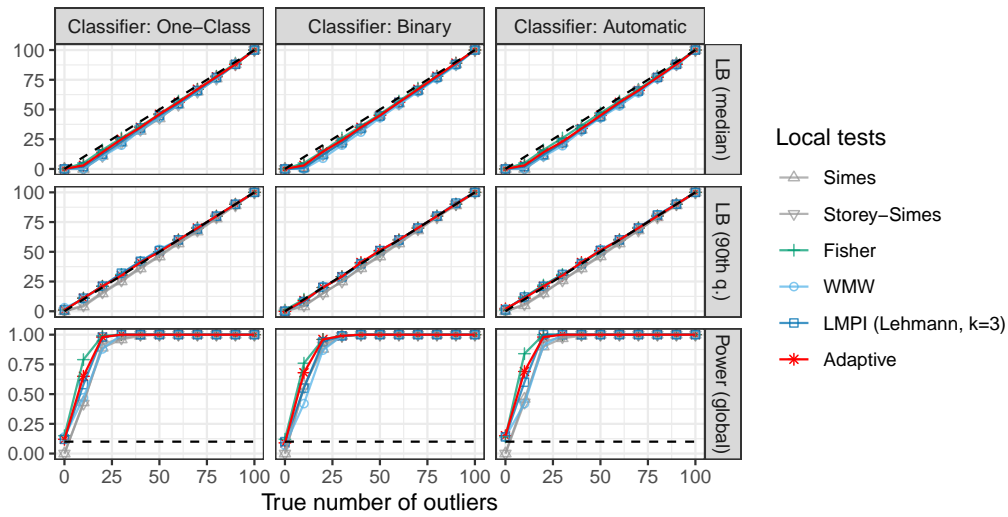 Classifier: One−Class
Classifier: Binary
Classifier: Automatic
100
75
50
25
0
LB (median)
100
75
50
25
0
LB (90th q.)
1.00
0.75
0.50
0.25
0.00
Power (global)
0 25 50 75 100
0 25 50 75 100
0 25 50 75 100
True number of outliers
Local tests
Simes
Storey−Simes
Fisher
WMW
LMPI (Lehmann, k=3)
Adaptive